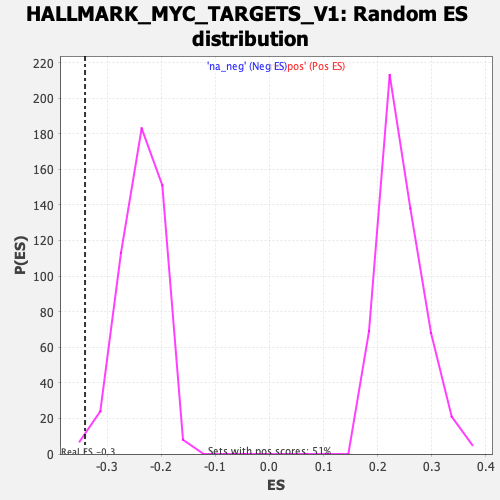 HALLMARK_MYC_TARGETS_V1: Random ES
distribution
'na_neg' (Neg ES)pos' (Pos ES)
220
200
180
160
140
120
100
80
60
40
20
0
P(ES)
Real ES -0.3
Sets with pos scores: 51%
-0.3 -0.2 -0.1 0.0 0.1 0.2 0.3 0.4
ES